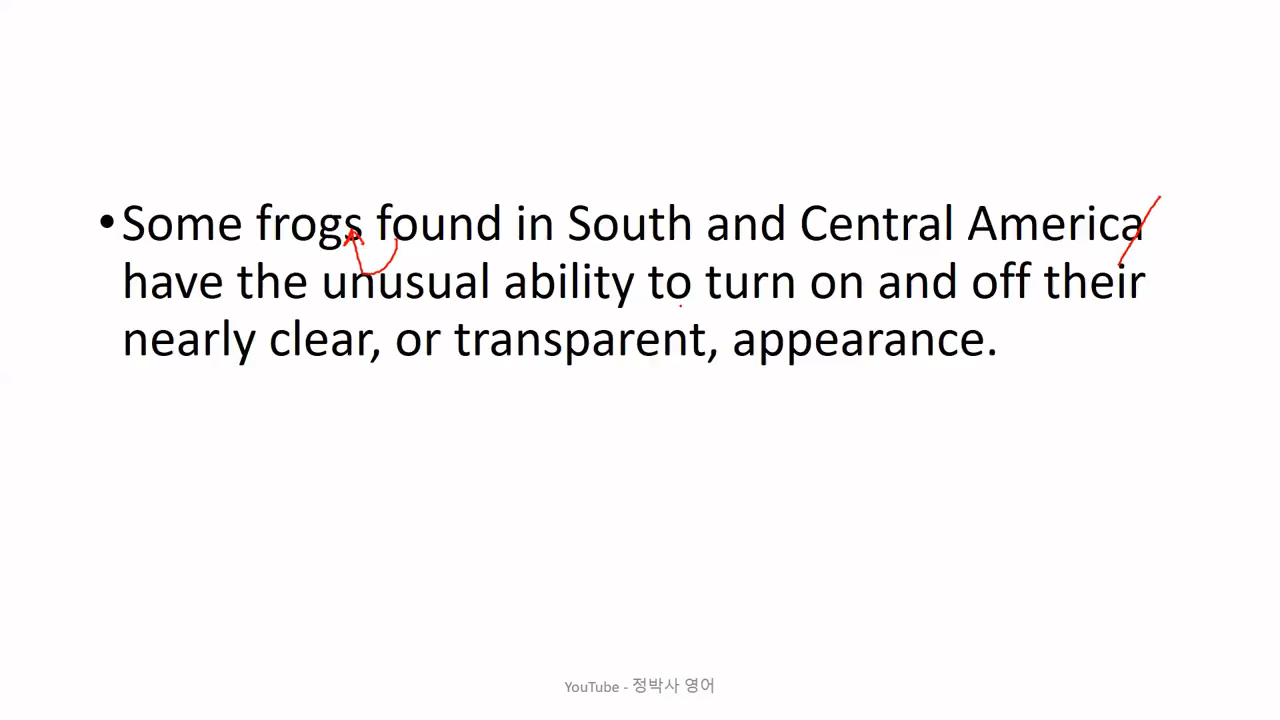 •Some frogs found in South and Central America
have the unusual ability to turn on and off their
nearly clear, or transparent, appearance.
YouTube - 정박사 영어